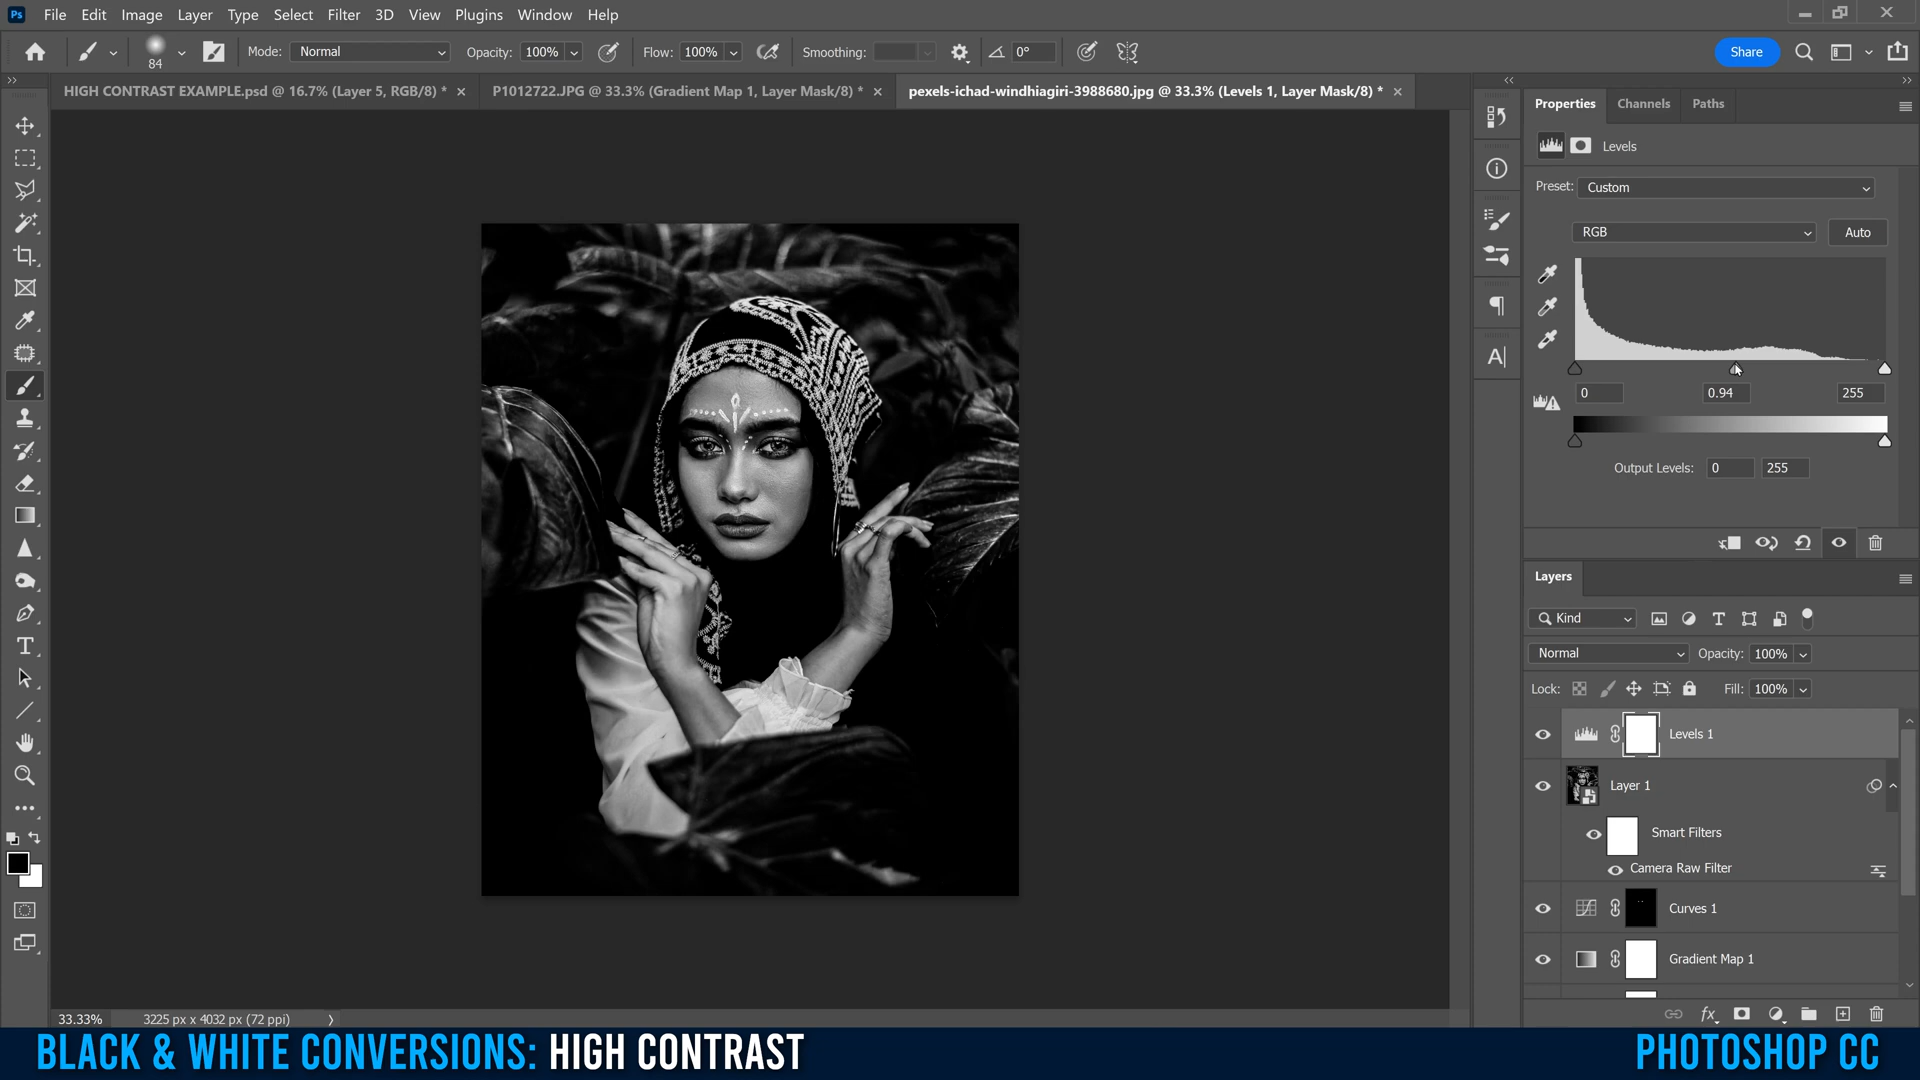 Ps File Edit Image Layer Type Select Filter 3D View Plugins Window Help
84 Mode: Normal Opacity: 100% Flow: 100% Smoothing: 0° Share
HIGH CONTRAST EXAMPLE.psd @ 16.7% (Layer 5, RGB/8) * P1012722.JPG @ 33.3% (Gradient Map 1, Layer Mask/8) * pexels-ichad-windhiagiri-3988680.jpg @ 33.3% (Levels 1, Layer Mask/8) *
Properties Channels Paths
Levels
Preset: Custom
RGB Auto
0 0.94 255
Output Levels: 0 255
Layers
Kind
Normal Opacity: 100%
Lock: Fill: 100%
Levels 1
Layer 1
Smart Filters
Camera Raw Filter
Curves 1
Gradient Map 1
33.33% 3225 px x 4032 px (72 ppi)
BLACK & WHITE CONVERSIONS: HIGH CONTRAST PHOTOSHOP CC